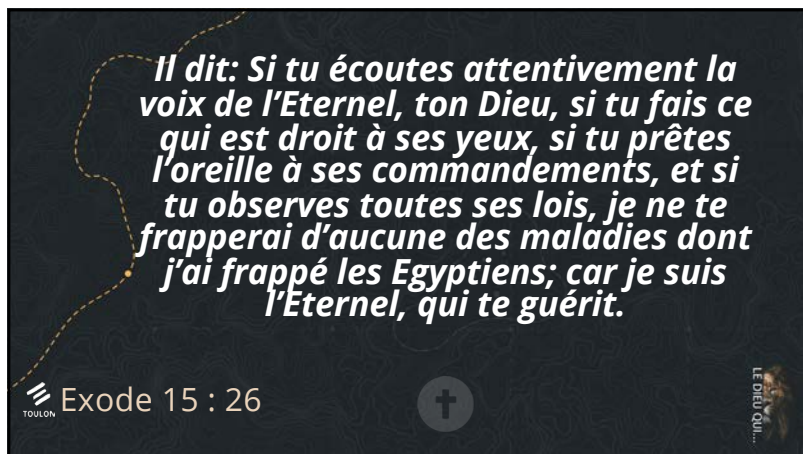 Il dit: Si tu écoutes attentivement la
voix de l’Eternel, ton Dieu, si tu fais ce
qui est droit à ses yeux, si tu prêtes
l’oreille à ses commandements, et si
tu observes toutes ses lois, je ne te
frapperai d’aucune des maladies dont
j’ai frappé les Egyptiens; car je suis
l’Eternel, qui te guérit.
TOULON
Exode 15 : 26
LE DIEU QUI...